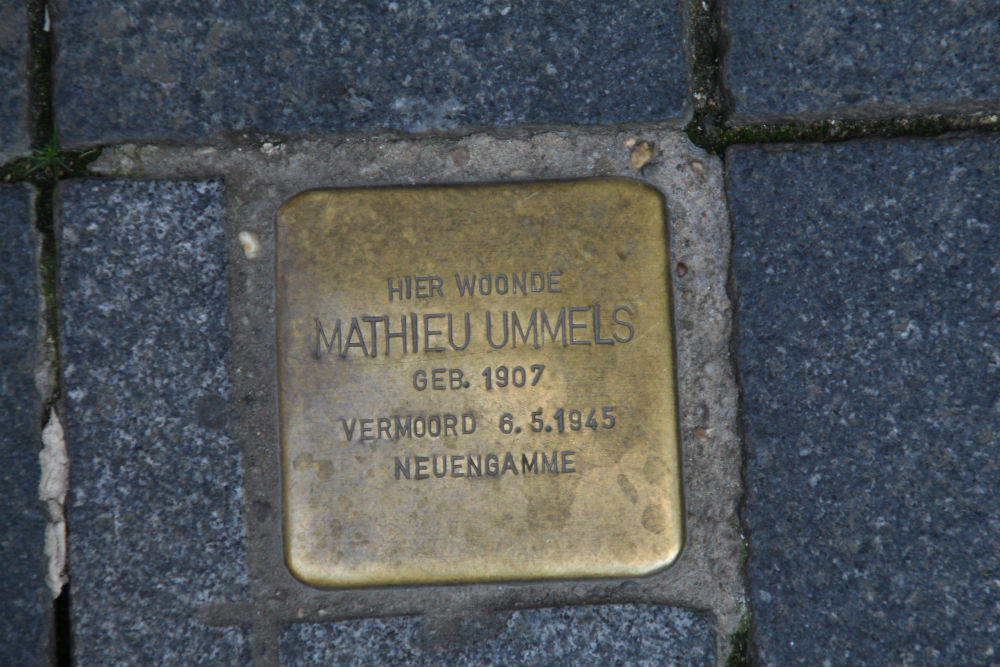 HIER WOONDE
MATHIEU UMMELS
GEB. 1907
VERMOORD 6.5.1945
NEUENGAMME